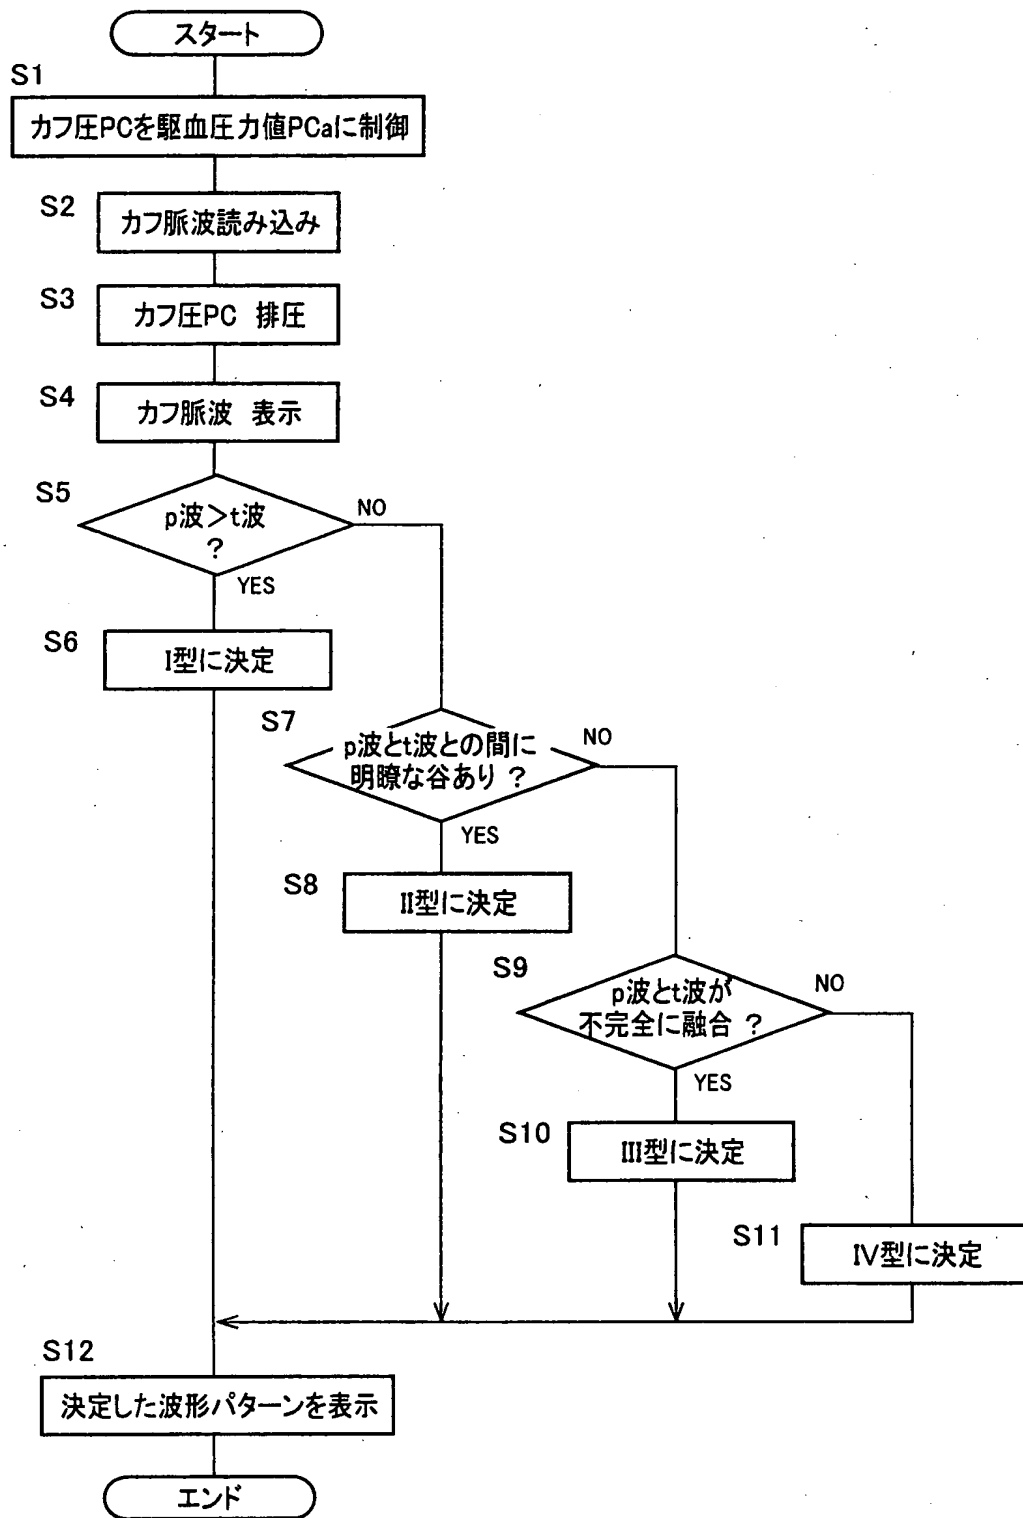 スタート
S1
カフ圧PCを駆血圧力値PCaに制御
S2
カフ脈波読み込み
S3
カフ圧PC 排圧
S4
カフ脈波 表示
S5
p波>t波
?
NO
YES
S6
I型に決定
S7
p波とt波との間に
明瞭な谷あり ?
NO
YES
S8
II型に決定
S9
p波とt波が
不完全に融合 ?
NO
YES
S10
III型に決定
S11
IV型に決定
S12
決定した波形パターンを表示
エンド